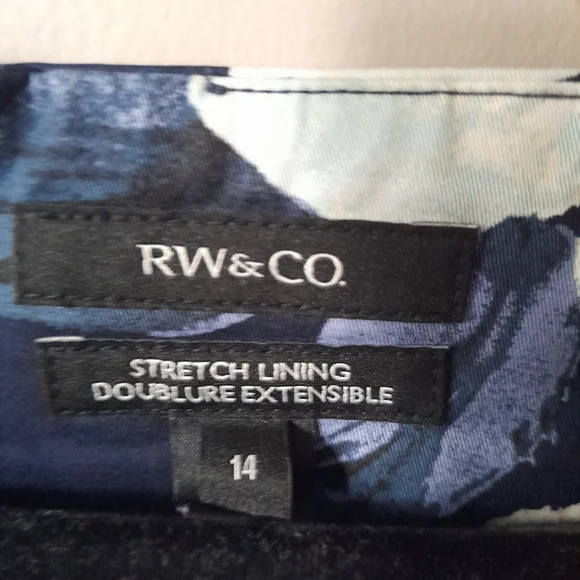 RW&CO.
STRETCH LINING
DOUBLURE EXTENSIBLE
14